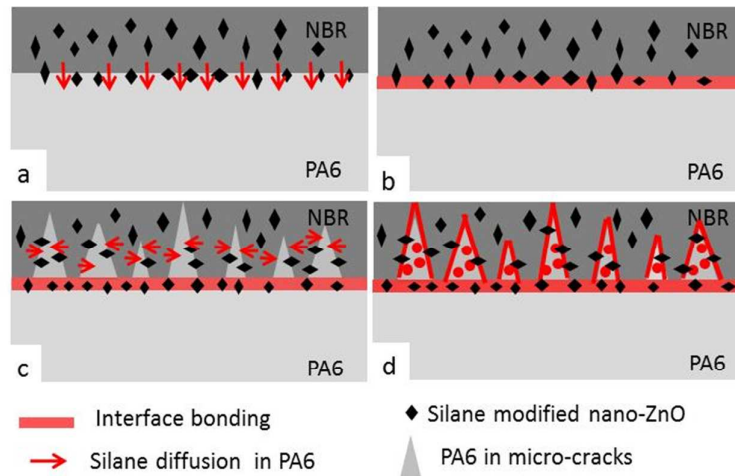 NBR
NBR
PA6
PA6
a
b
NBR
NBR
PA6
PA6
c
d
Interface bonding
Silane modified nano-ZnO
Silane diffusion in PA6
PA6 in micro-cracks